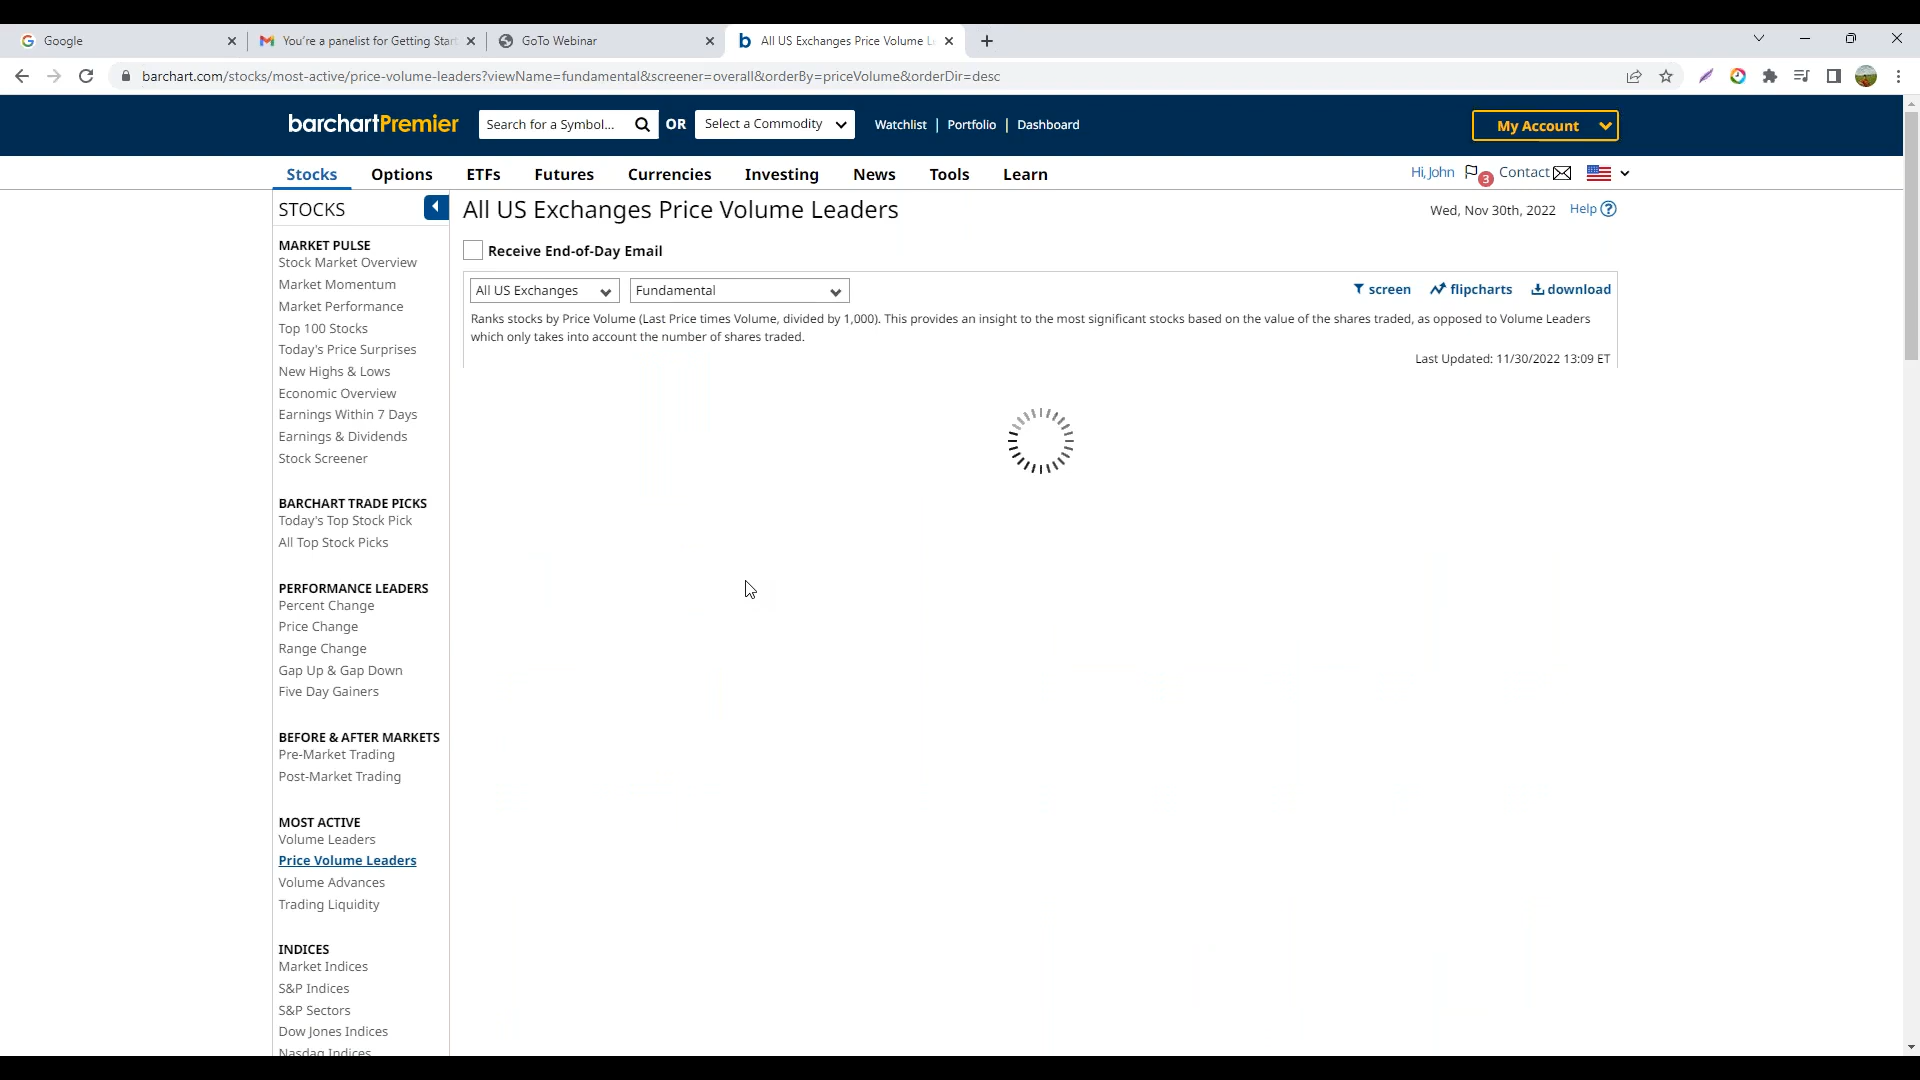 Google
You're a panelist for Getting Star
GoTo Webinar
All US Exchanges Price Volume L
barchart.com/stocks/most-active/price-volume-leaders?viewName=fundamental&screener=overall&orderBy=priceVolume&orderDir=desc
barchartPremier
Search for a Symbol...
OR
Select a Commodity
Watchlist | Portfolio | Dashboard
My Account
Stocks
Options
ETFs
Futures
Currencies
Investing
News
Tools
Learn
Hi, John
3
Contact
STOCKS
MARKET PULSE
Stock Market Overview
Market Momentum
Market Performance
Top 100 Stocks
Today's Price Surprises
New Highs & Lows
Economic Overview
Earnings Within 7 Days
Earnings & Dividends
Stock Screener
BARCHART TRADE PICKS
Today's Top Stock Pick
All Top Stock Picks
PERFORMANCE LEADERS
Percent Change
Price Change
Range Change
Gap Up & Gap Down
Five Day Gainers
BEFORE & AFTER MARKETS
Pre-Market Trading
Post-Market Trading
MOST ACTIVE
Volume Leaders
Price Volume Leaders
Volume Advances
Trading Liquidity
INDICES
Market Indices
S&P Indices
S&P Sectors
Dow Jones Indices
Nasdaq Indices
All US Exchanges Price Volume Leaders
Wed, Nov 30th, 2022
Help ?
Receive End-of-Day Email
All US Exchanges
Fundamental
screen
flipcharts
download
Ranks stocks by Price Volume (Last Price times Volume, divided by 1,000). This provides an insight to the most significant stocks based on the value of the shares traded, as opposed to Volume Leaders
which only takes into account the number of shares traded.
Last Updated: 11/30/2022 13:09 ET